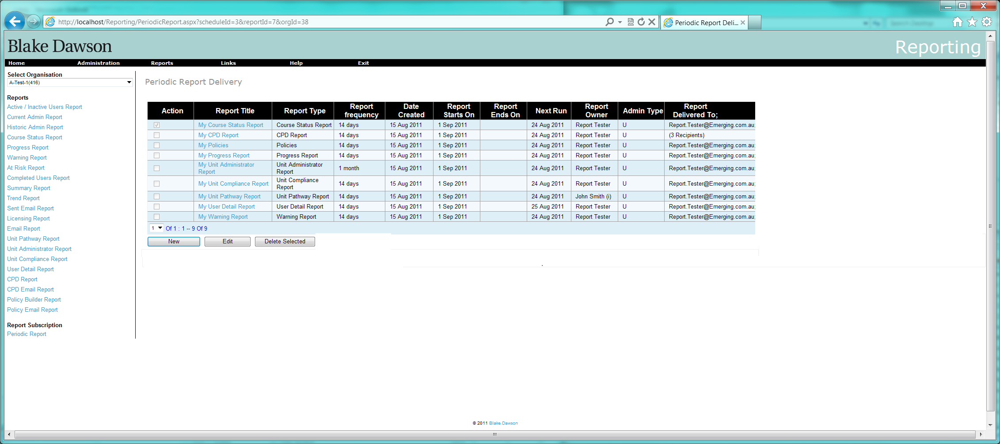 http://localhost/Reporting/PeriodicReport.aspx?scheduleId=3&reportId=7&orgId=38
Periodic Report Deli...
Blake Dawson
Reporting
Home Administration Reports Links Help Exit
Select Organisation
A-Test-1(416)
Reports
Active / Inactive Users Report
Current Admin Report
Historic Admin Report
Course Status Report
Progress Report
Warning Report
At Risk Report
Completed Users Report
Summary Report
Trend Report
Sent Email Report
Licensing Report
Email Report
Unit Pathway Report
Unit Administrator Report
Unit Compliance Report
User Detail Report
CPD Report
CPD Email Report
Policy Builder Report
Policy Email Report
Report Subscription
Periodic Report
Periodic Report Delivery
Action Report Title Report Type Report frequency Date Created Report Starts On Report Ends On Next Run Report Owner Admin Type Report Delivered To;
My Course Status Report Course Status Report 14 days 15 Aug 2011 1 Sep 2011 24 Aug 2011 Report Tester U Report.Tester@Emerging.com.au;
My CPD Report CPD Report 14 days 15 Aug 2011 1 Sep 2011 24 Aug 2011 Report Tester U (3 Recipients)
My Policies Policies 14 days 15 Aug 2011 1 Sep 2011 24 Aug 2011 Report Tester U Report.Tester@Emerging.com.au;
My Progress Report Progress Report 14 days 15 Aug 2011 1 Sep 2011 24 Aug 2011 Report Tester U Report.Tester@Emerging.com.au;
My Unit Administrator Report Unit Administrator Report 1 month 15 Aug 2011 1 Sep 2011 24 Aug 2011 Report Tester U Report.Tester@Emerging.com.au;
My Unit Compliance Report Unit Compliance Report 14 days 15 Aug 2011 1 Sep 2011 24 Aug 2011 Report Tester U Report.Tester@Emerging.com.au;
My Unit Pathway Report Unit Pathway Report 14 days 15 Aug 2011 1 Sep 2011 24 Aug 2011 John Smith (i) U Report.Tester@Emerging.com.au;
My User Detail Report User Detail Report 14 days 15 Aug 2011 1 Sep 2011 25 Aug 2011 Report Tester U Report.Tester@Emerging.com.au;
My Warning Report Warning Report 14 days 15 Aug 2011 1 Sep 2011 24 Aug 2011 Report Tester U Report.Tester@Emerging.com.au;
1 Of 1 : 1 -- 9 Of 9
New Edit Delete Selected
.
© 2011 Blake Dawson